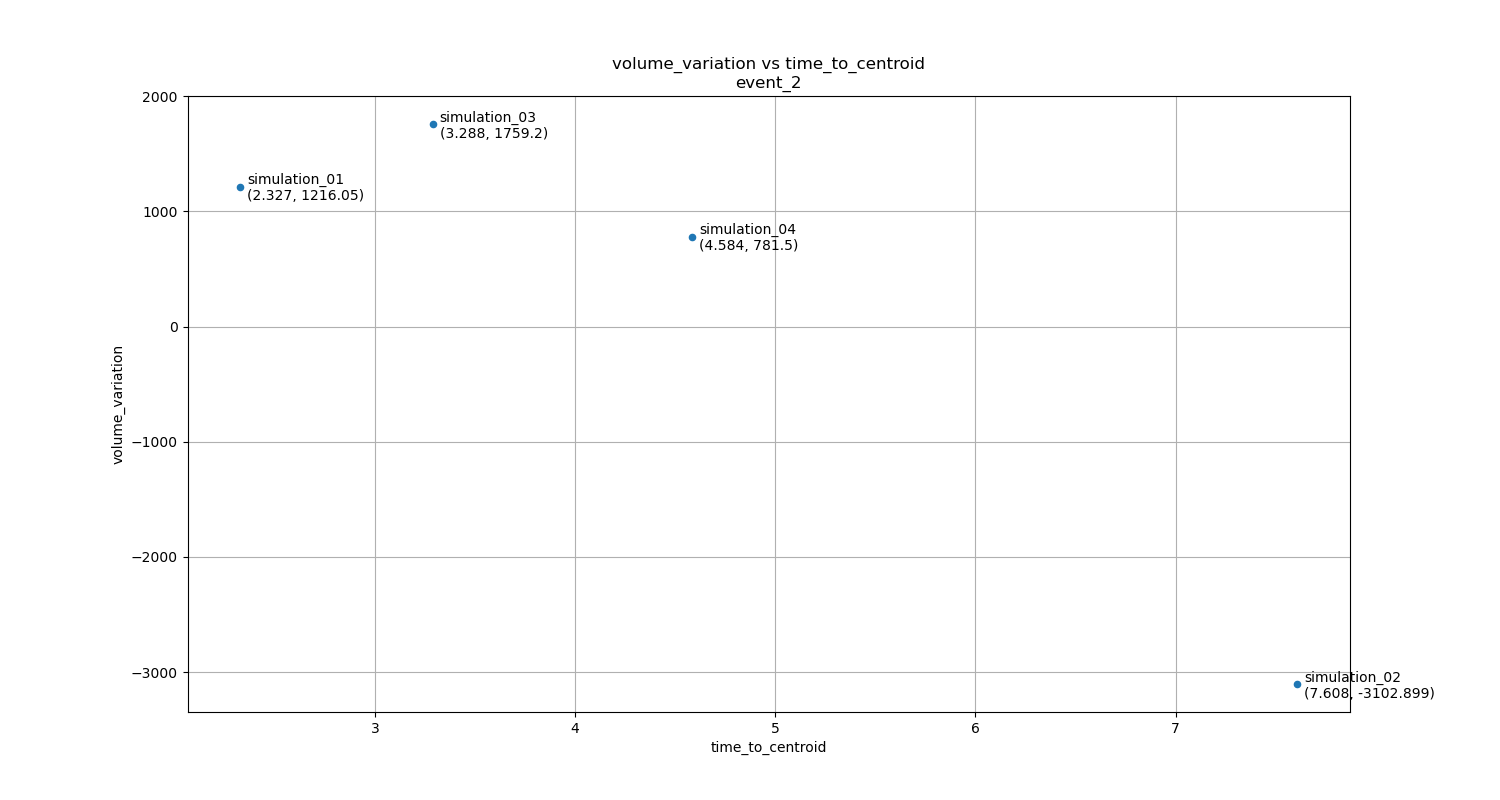 volume_variation vs time_to_centroid
event_2
2000
simulation_03
(3.288, 1759.2)
simulation_01
(2.327, 1216.05)
1000
simulation_04
(4.584, 781.5)
0
volume_variation
−1000
−2000
−3000
simulation_02
(7.608, -3102.899)
3
4
5
6
7
time_to_centroid